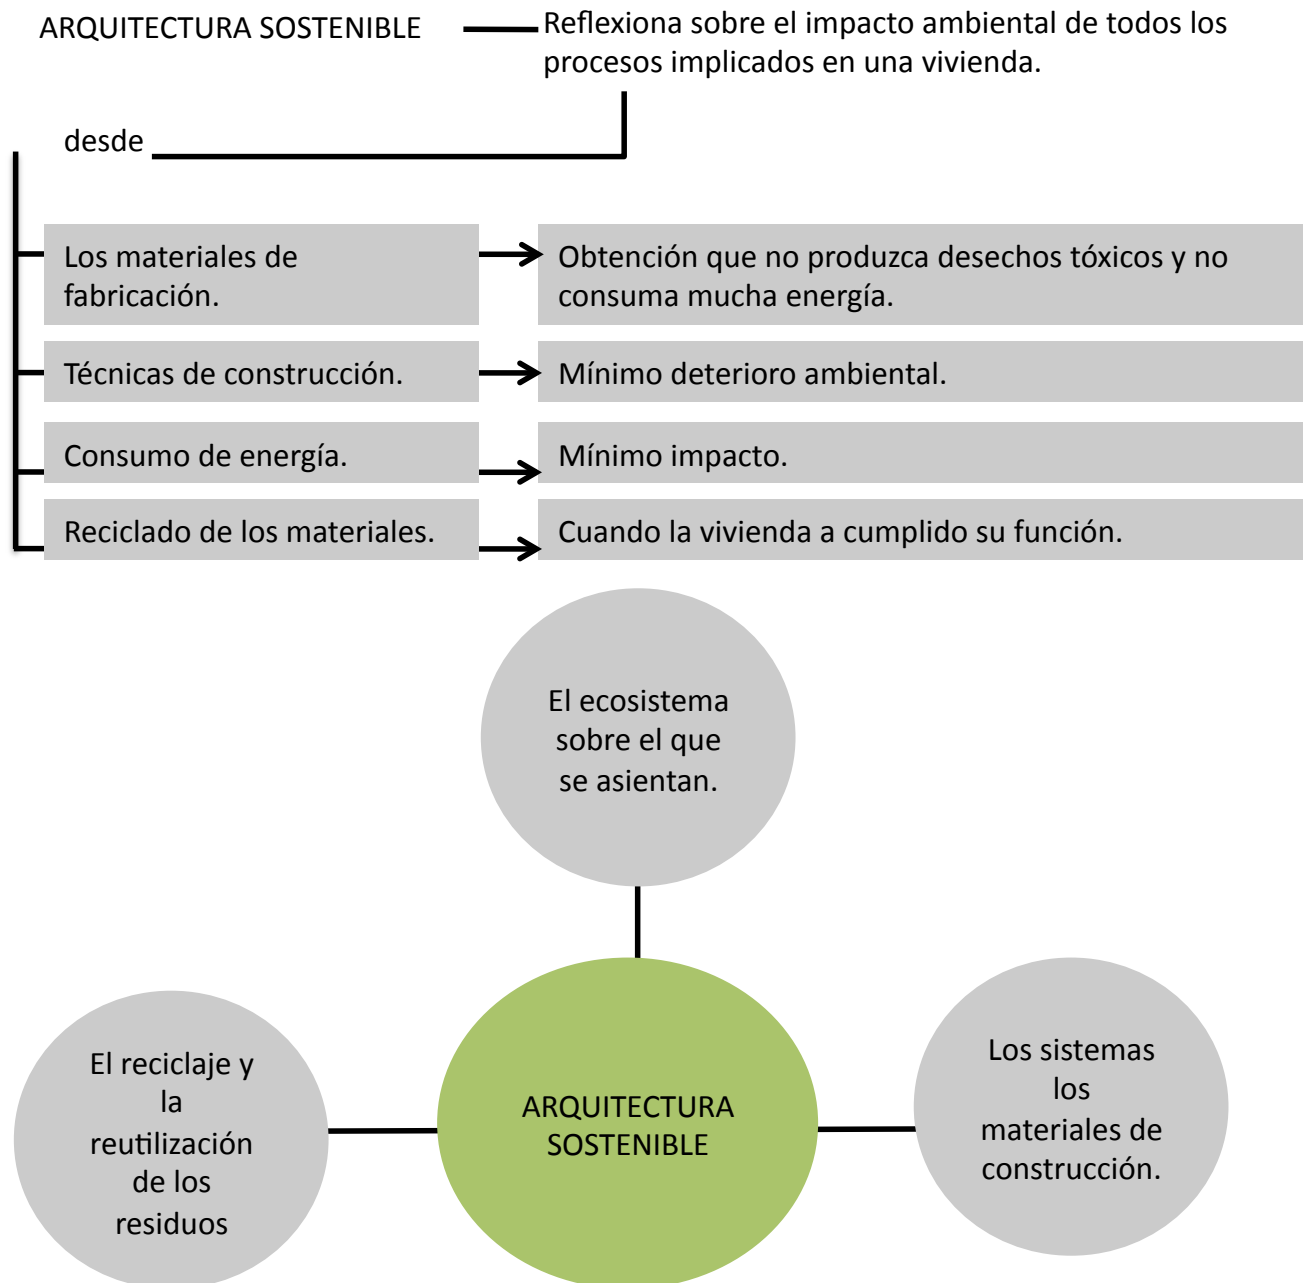 ARQUITECTURA SOSTENIBLE
Reflexiona sobre el impacto ambiental de todos los
procesos implicados en una vivienda.
desde
Los materiales de
fabricación.
Obtención que no produzca desechos tóxicos y no
consuma mucha energía.
Técnicas de construcción.
Mínimo deterioro ambiental.
Consumo de energía.
Mínimo impacto.
Reciclado de los materiales.
Cuando la vivienda a cumplido su función.
El ecosistema
sobre el que
se asientan.
El reciclaje y
la
reutilización
de los
residuos
ARQUITECTURA
SOSTENIBLE
Los sistemas
los
materiales de
construcción.